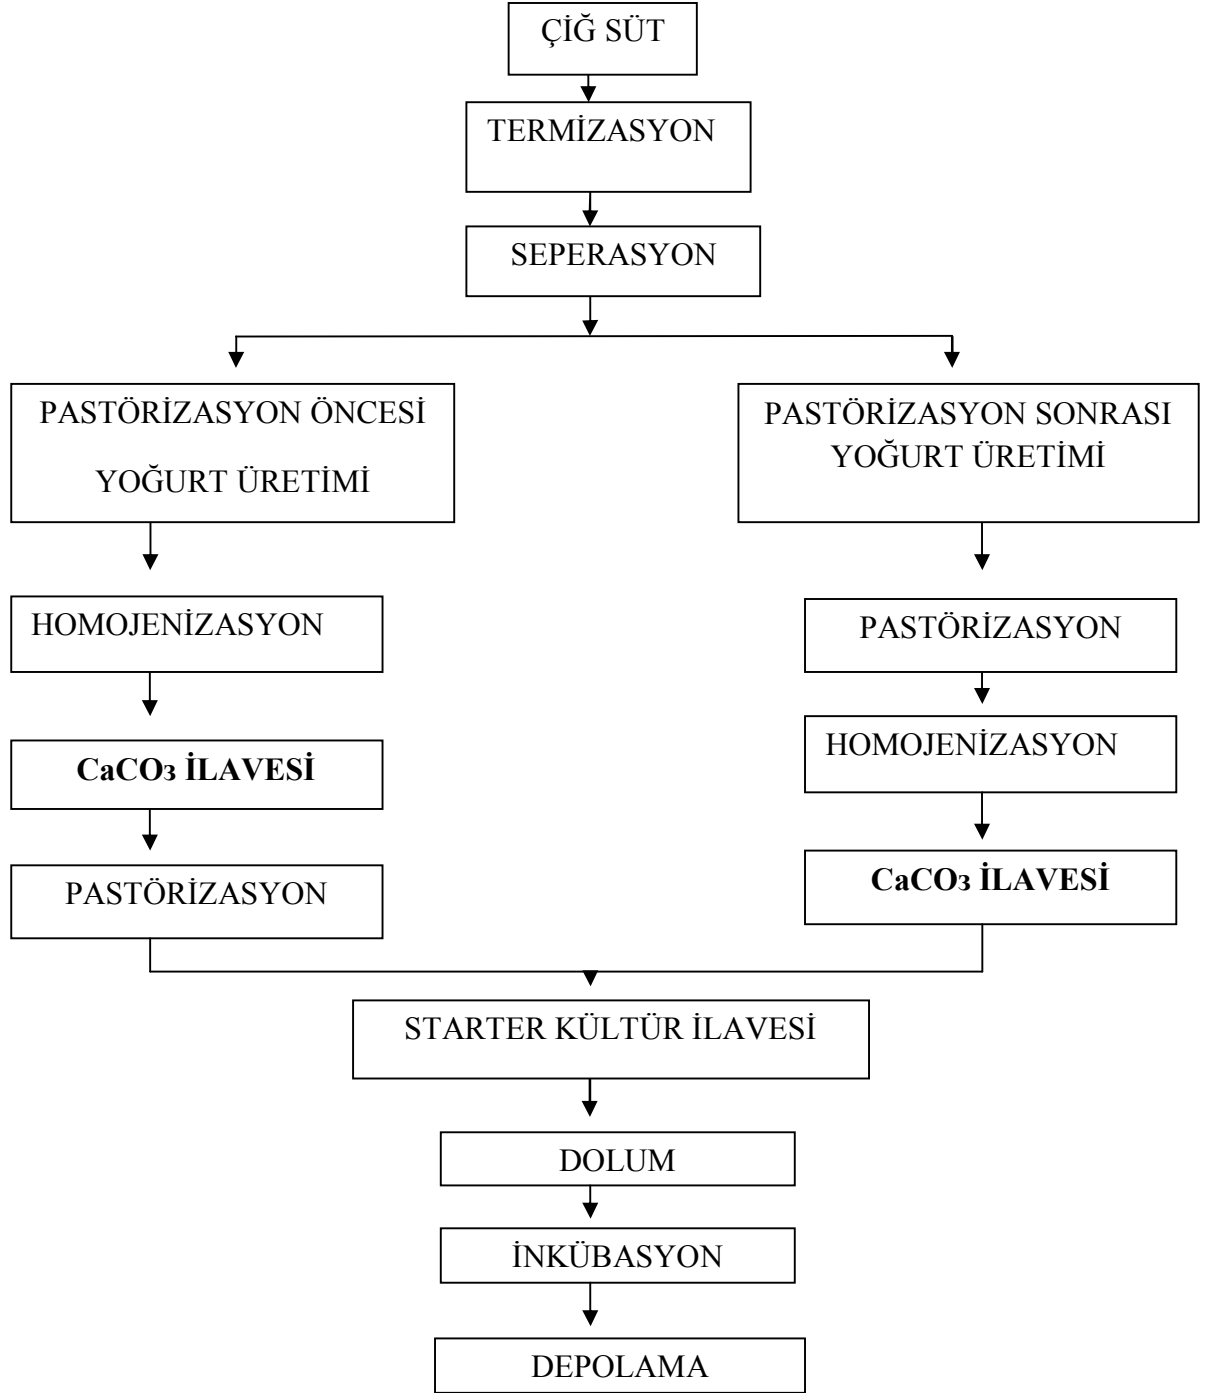 ÇİĞ SÜT
TERMİZASYON
SEPERASYON
PASTÖRİZASYON ÖNCESİ
YOĞURT ÜRETİMİ
PASTÖRİZASYON SONRASI
YOĞURT ÜRETİMİ
HOMOJENİZASYON
PASTÖRİZASYON
CaCO₃ İLAVESİ
HOMOJENİZASYON
PASTÖRİZASYON
CaCO₃ İLAVESİ
STARTER KÜLTÜR İLAVESİ
DOLUM
İNKÜBASYON
DEPOLAMA